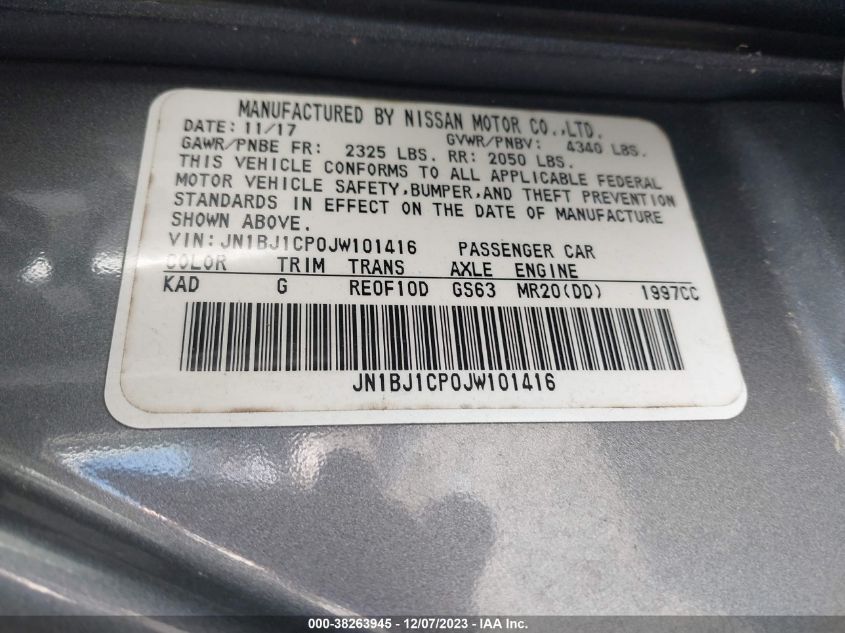 MANUFACTURED BY NISSAN MOTOR CO.,LTD.
DATE: 11/17 GVWR/PNBV: 4340 LBS.
GAWR/PNBE FR: 2325 LBS. RR: 2050 LBS.
THIS VEHICLE CONFORMS TO ALL APPLICABLE FEDERAL
MOTOR VEHICLE SAFETY,BUMPER,AND THEFT PREVENTION
STANDARDS IN EFFECT ON THE DATE OF MANUFACTURE
SHOWN ABOVE.
VIN: JN1BJ1CP0JW101416 PASSENGER CAR
COLOR TRIM TRANS AXLE ENGINE
KAD G RE0F10D GS63 MR20(DD) 1997CC
JN1BJ1CP0JW101416
000-38263945 - 12/07/2023 - IAA Inc.